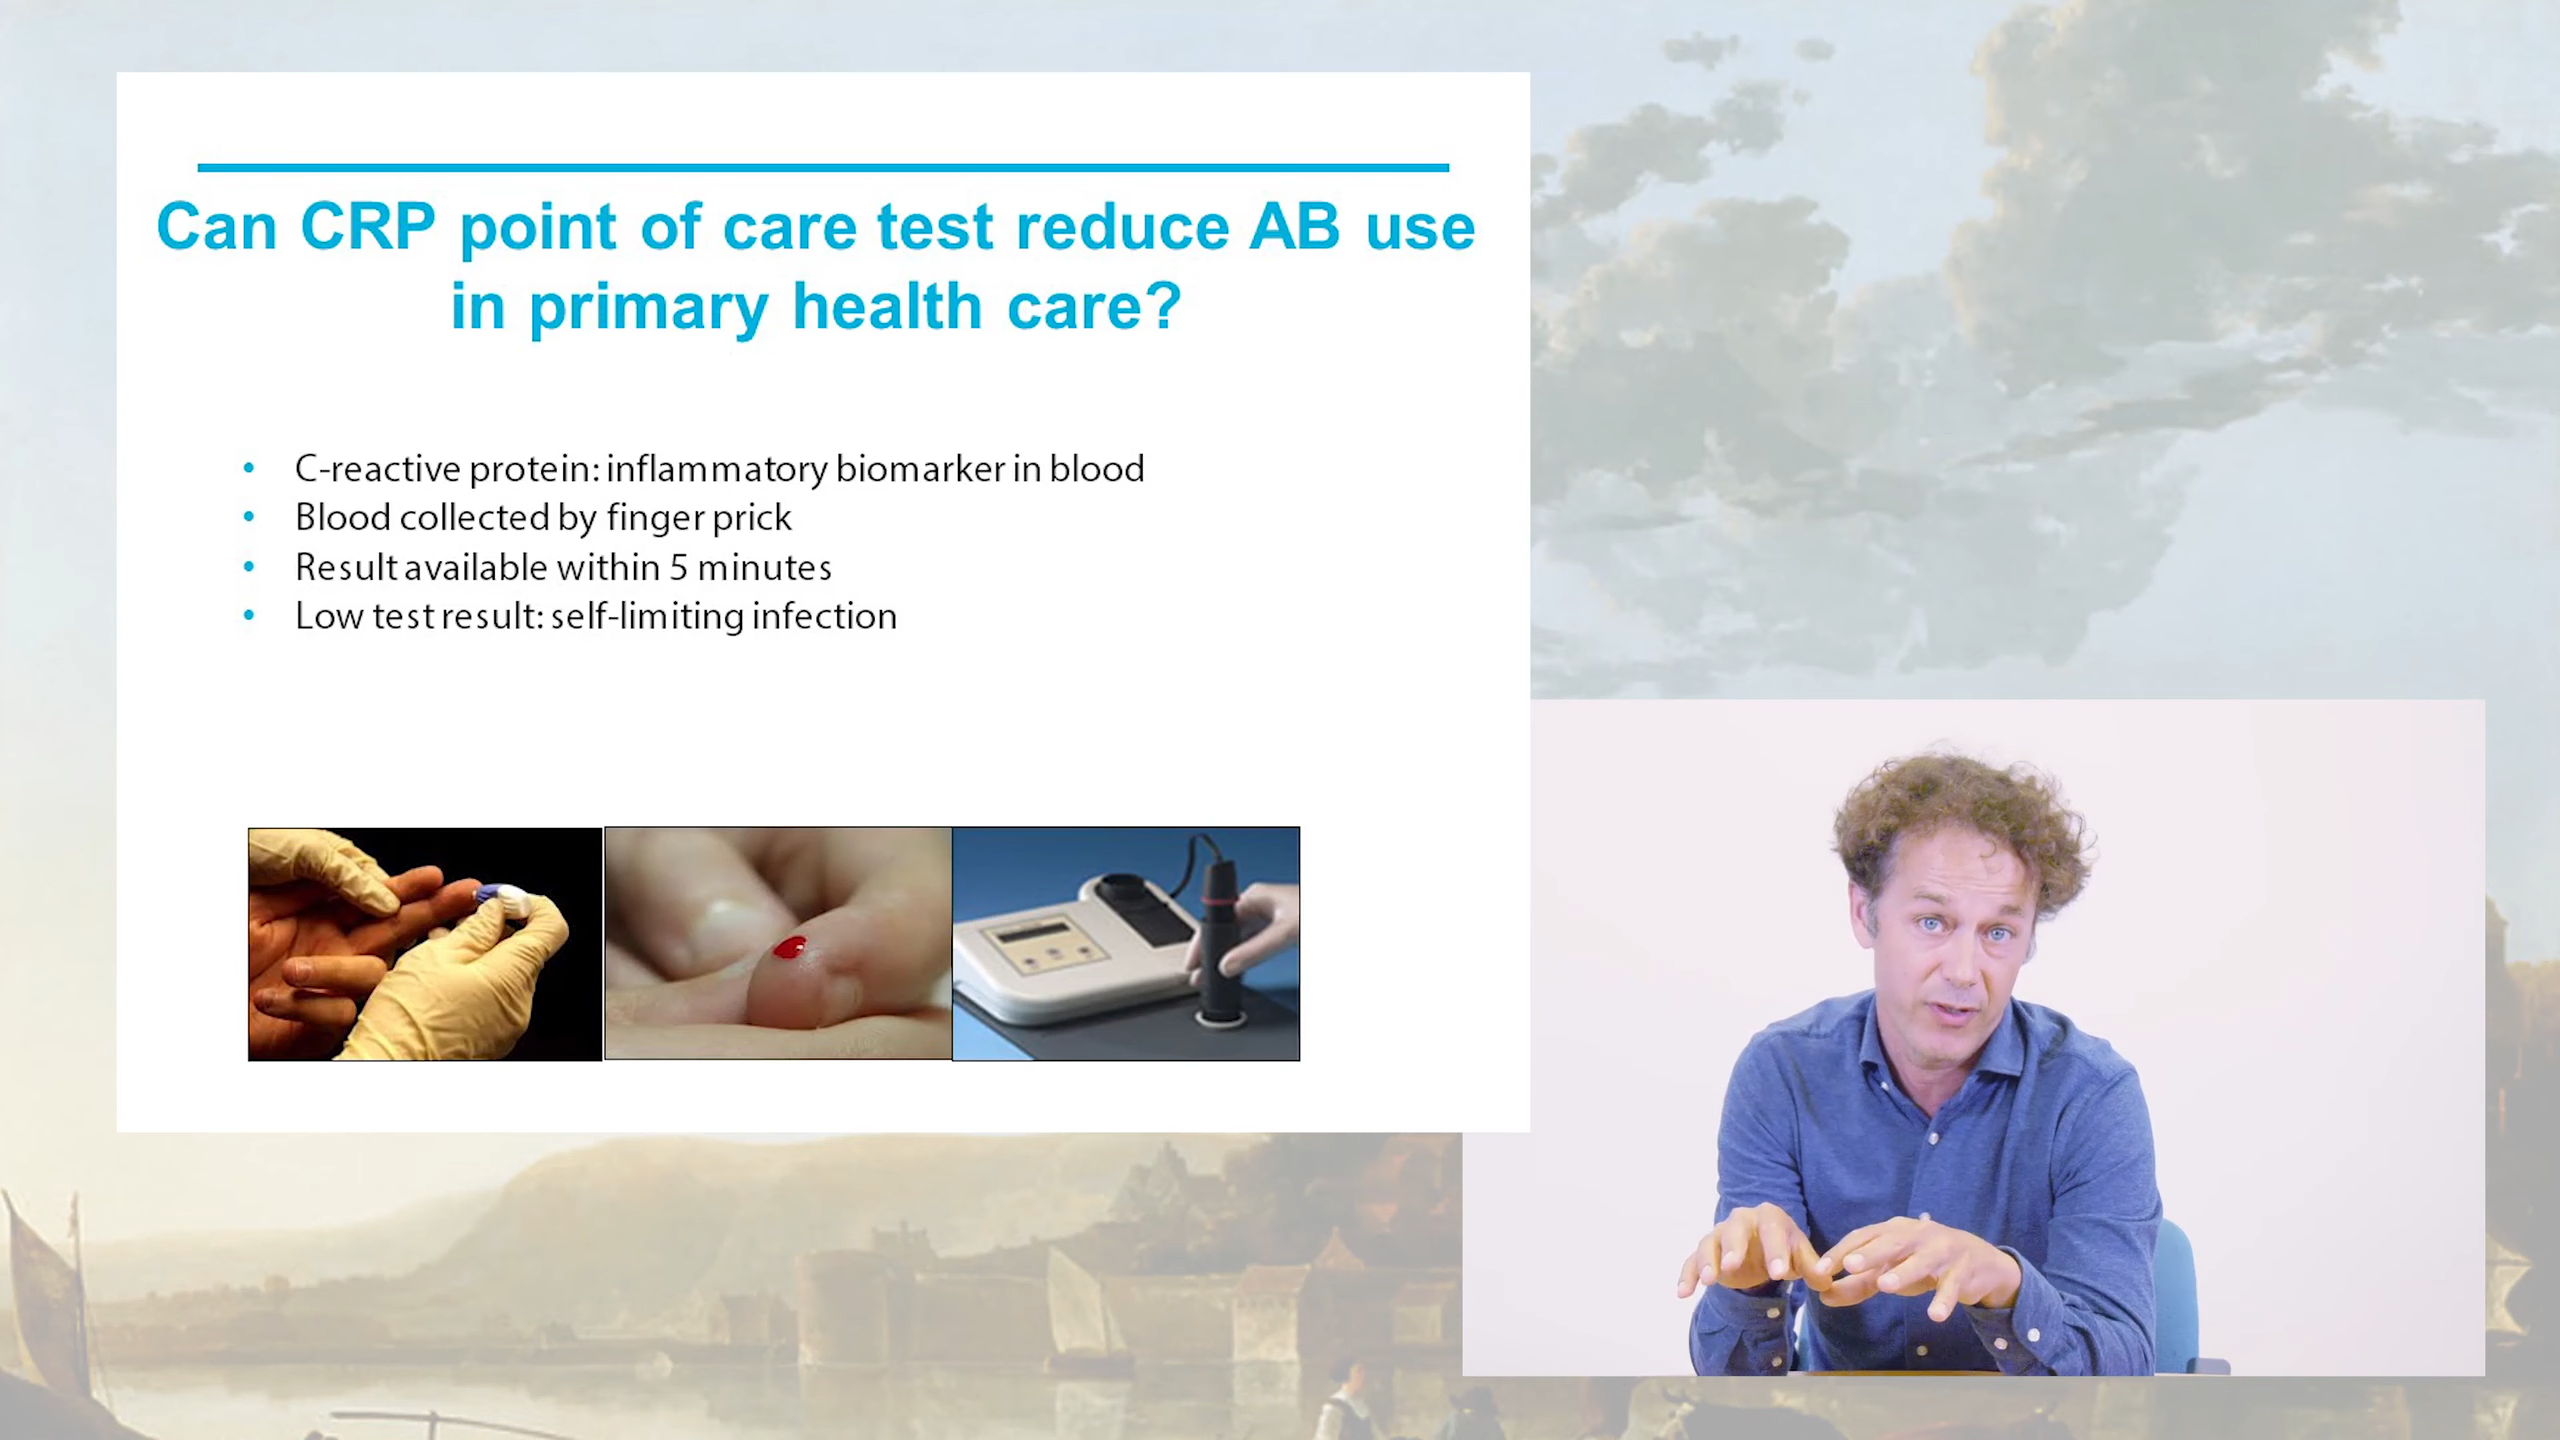 Can CRP point of care test reduce AB use
in primary health care?
• C-reactive protein: inflammatory biomarker in blood
• Blood collected by finger prick
• Result available within 5 minutes
• Low test result: self-limiting infection